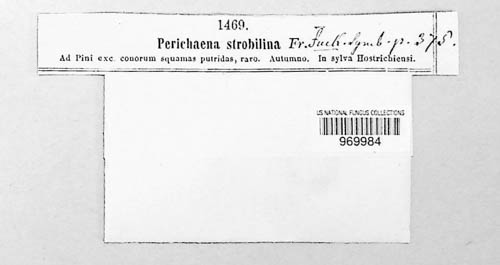 1469.
Perichaena strobilina Fr. Fuck. Symb. p. 375.
Ad Pini exc. conorum squamas putridas, raro. Autumno. In sylva Hostrichiensi.
US NATIONAL FUNGUS COLLECTIONS
969984